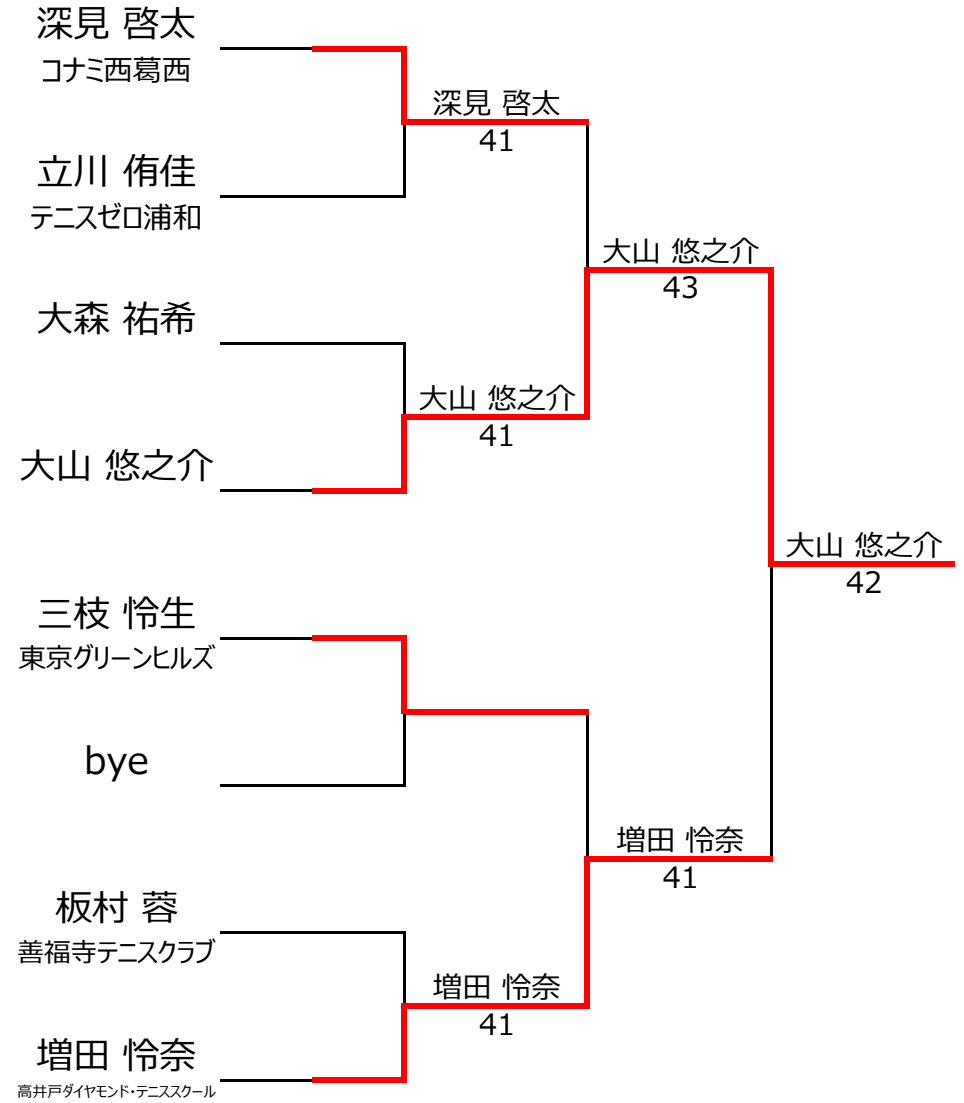 深見 啓太
コナミ西葛西
深見 啓太
41
立川 侑佳
テニスゼロ浦和
大山 悠之介
43
大森 祐希
大山 悠之介
41
大山 悠之介
大山 悠之介
42
三枝 怜生
東京グリーンヒルズ
bye
増田 怜奈
41
板村 蓉
善福寺テニスクラブ
増田 怜奈
41
増田 怜奈
高井戸ダイヤモンド・テニススクール